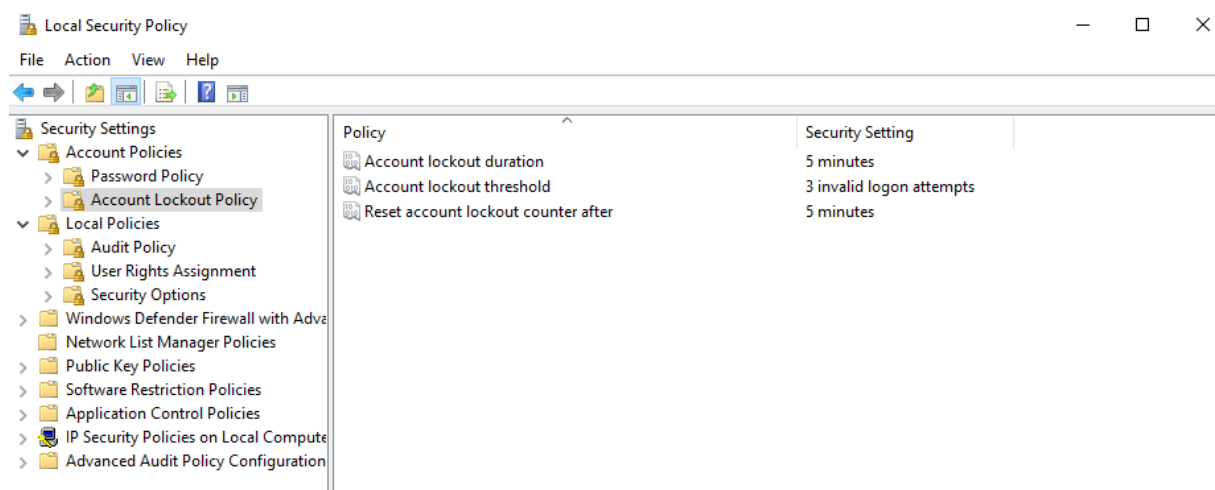 Local Security Policy
File Action View Help
Security Settings
Account Policies
Password Policy
Account Lockout Policy
Local Policies
Audit Policy
User Rights Assignment
Security Options
Windows Defender Firewall with Adva
Network List Manager Policies
Public Key Policies
Software Restriction Policies
Application Control Policies
IP Security Policies on Local Compute
Advanced Audit Policy Configuration
Policy Security Setting
Account lockout duration 5 minutes
Account lockout threshold 3 invalid logon attempts
Reset account lockout counter after 5 minutes